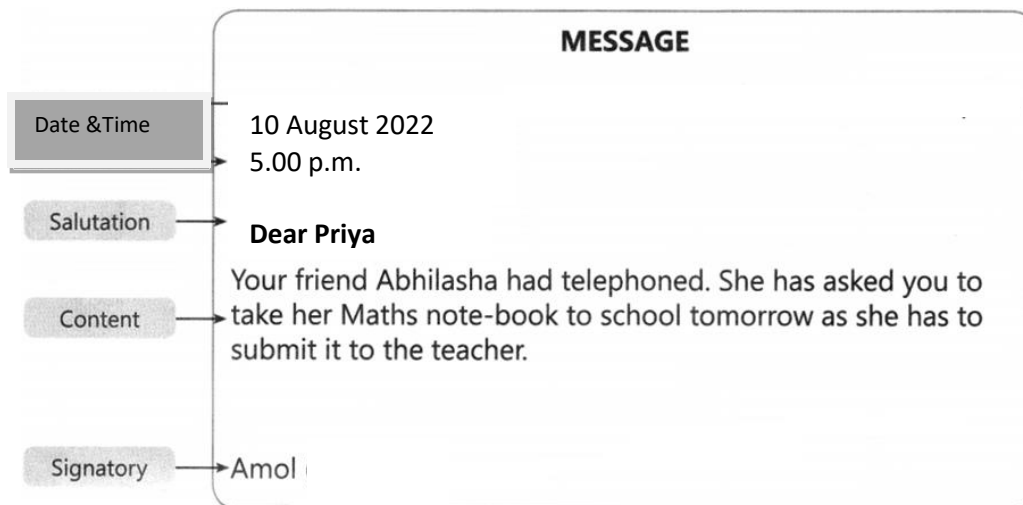 MESSAGE
Date &Time
10 August 2022
5.00 p.m.
Salutation
Dear Priya
Your friend Abhilasha had telephoned. She has asked you to
Content
take her Maths note-book to school tomorrow as she has to
submit it to the teacher.
Signatory
Amol